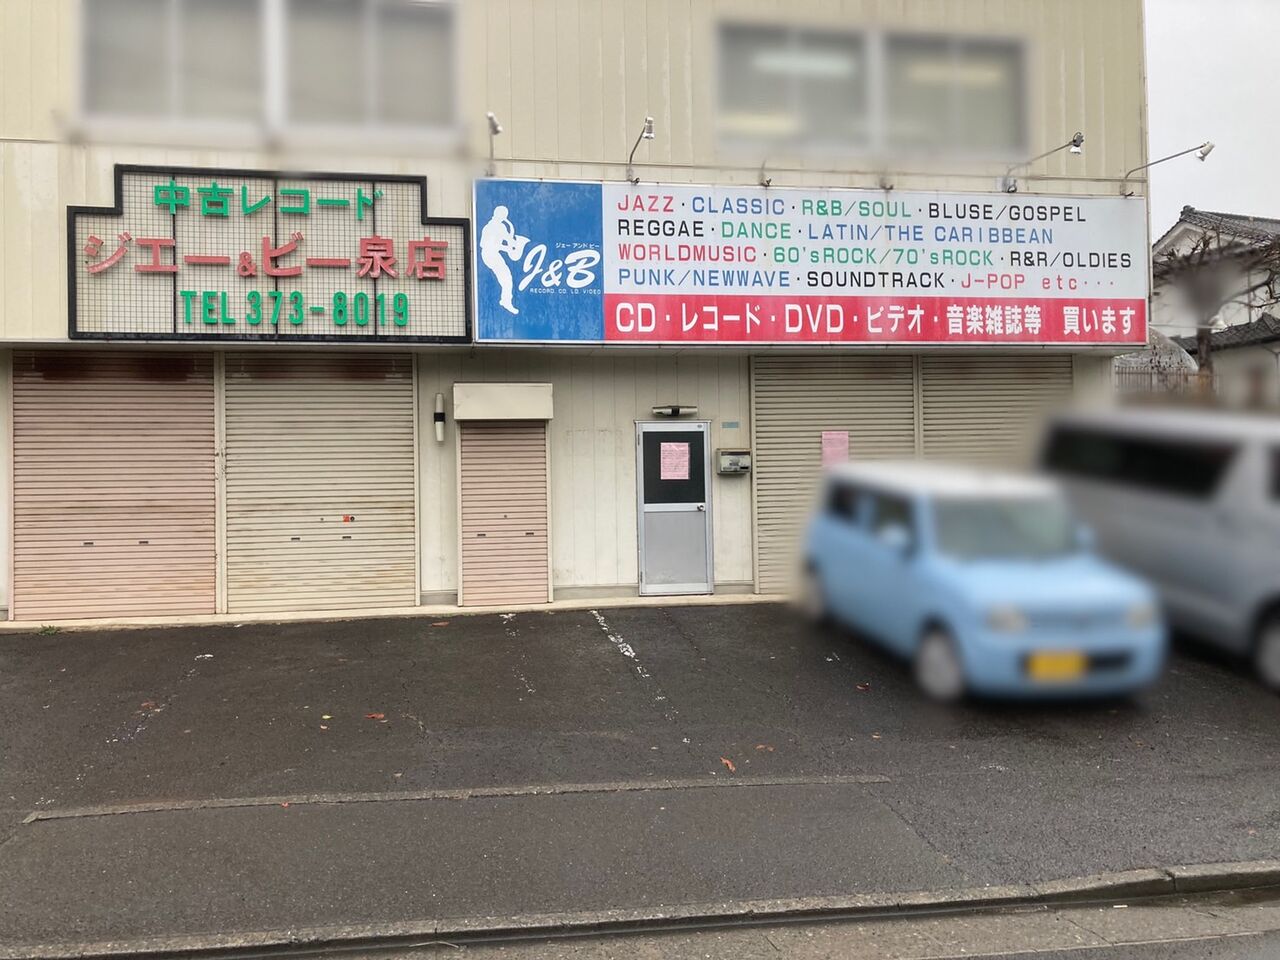 中古レコード
ジエー&ビー泉店
TEL 373-8019
ジェー アンド ビー
J&B
RECORD. CD. LD. VIDEO
JAZZ・CLASSIC・R&B/SOUL・BLUSE/GOSPEL
REGGAE・DANCE・LATIN/THE CARIBBEAN
WORLDMUSIC・60'sROCK/70'sROCK・R&R/OLDIES
PUNK/NEWWAVE・SOUNDTRACK・J-POP etc・・・
CD・レコード・DVD・ビデオ・音楽雑誌等 買います